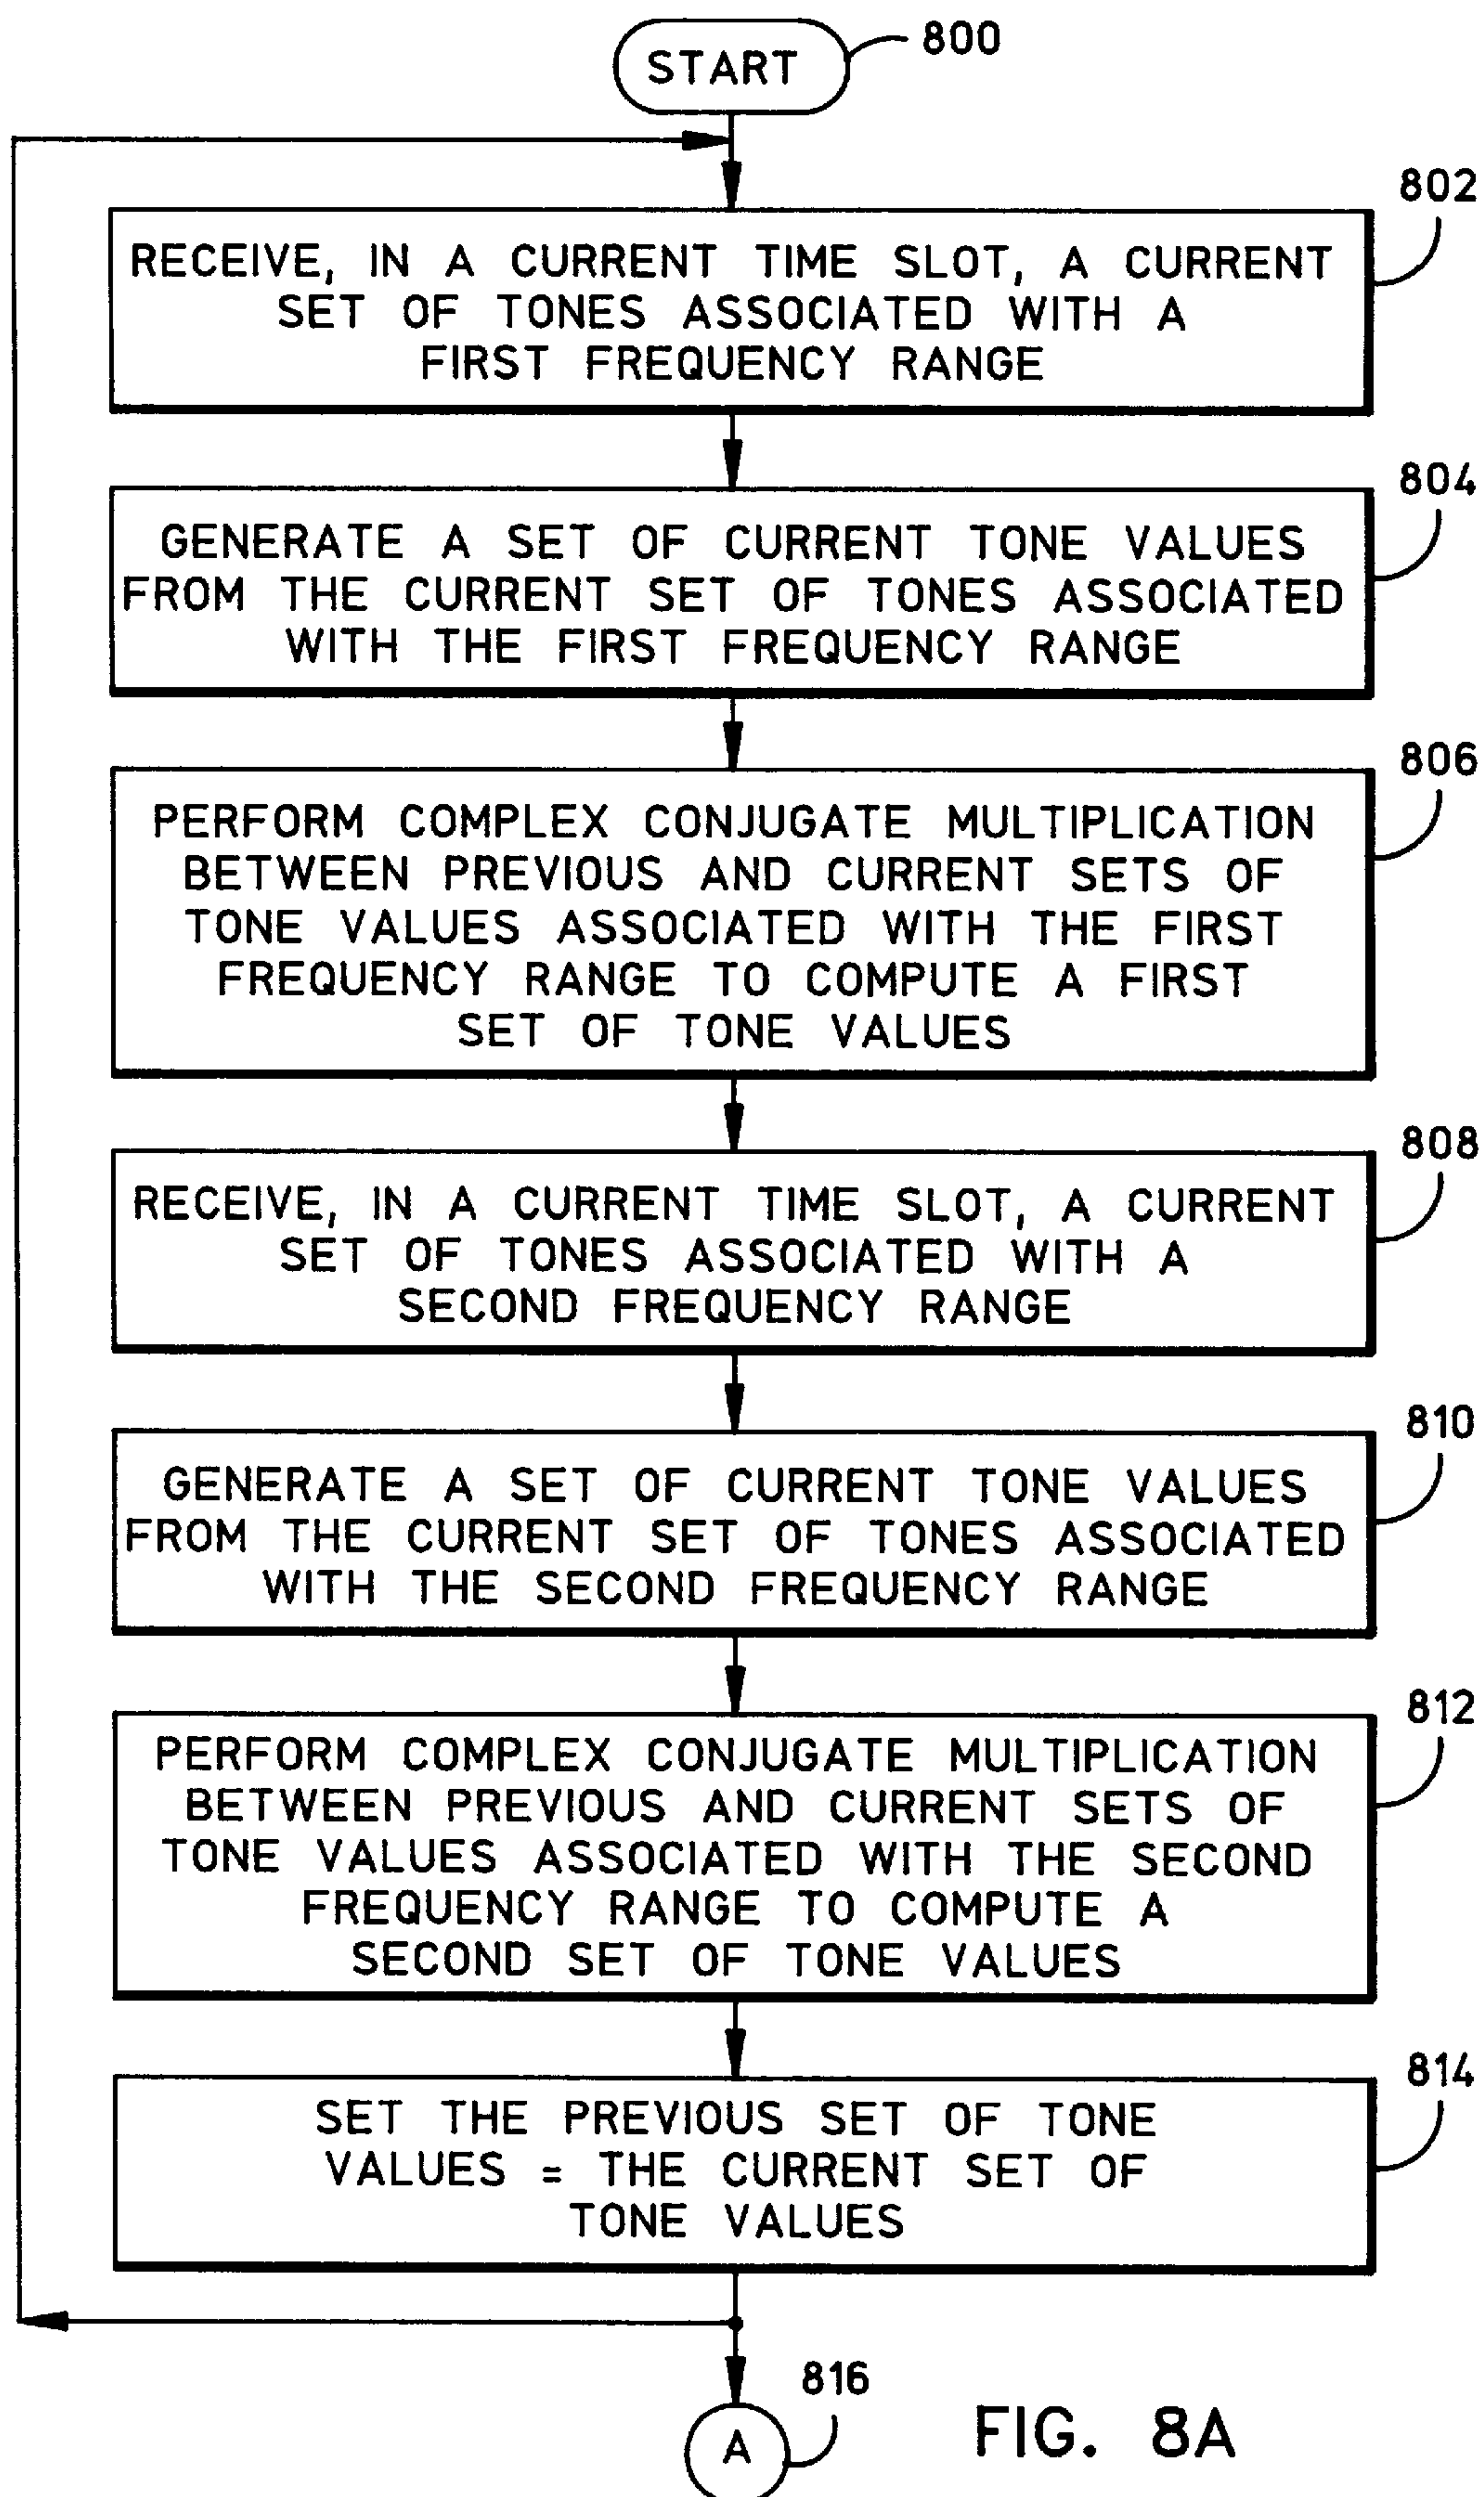 START
800
802
RECEIVE, IN A CURRENT TIME SLOT, A CURRENT
SET OF TONES ASSOCIATED WITH A
FIRST FREQUENCY RANGE
804
GENERATE A SET OF CURRENT TONE VALUES
FROM THE CURRENT SET OF TONES ASSOCIATED
WITH THE FIRST FREQUENCY RANGE
806
PERFORM COMPLEX CONJUGATE MULTIPLICATION
BETWEEN PREVIOUS AND CURRENT SETS OF
TONE VALUES ASSOCIATED WITH THE FIRST
FREQUENCY RANGE TO COMPUTE A FIRST
SET OF TONE VALUES
808
RECEIVE, IN A CURRENT TIME SLOT, A CURRENT
SET OF TONES ASSOCIATED WITH A
SECOND FREQUENCY RANGE
810
GENERATE A SET OF CURRENT TONE VALUES
FROM THE CURRENT SET OF TONES ASSOCIATED
WITH THE SECOND FREQUENCY RANGE
812
PERFORM COMPLEX CONJUGATE MULTIPLICATION
BETWEEN PREVIOUS AND CURRENT SETS OF
TONE VALUES ASSOCIATED WITH THE SECOND
FREQUENCY RANGE TO COMPUTE A
SECOND SET OF TONE VALUES
814
SET THE PREVIOUS SET OF TONE
VALUES = THE CURRENT SET OF
TONE VALUES
816
A
FIG. 8A